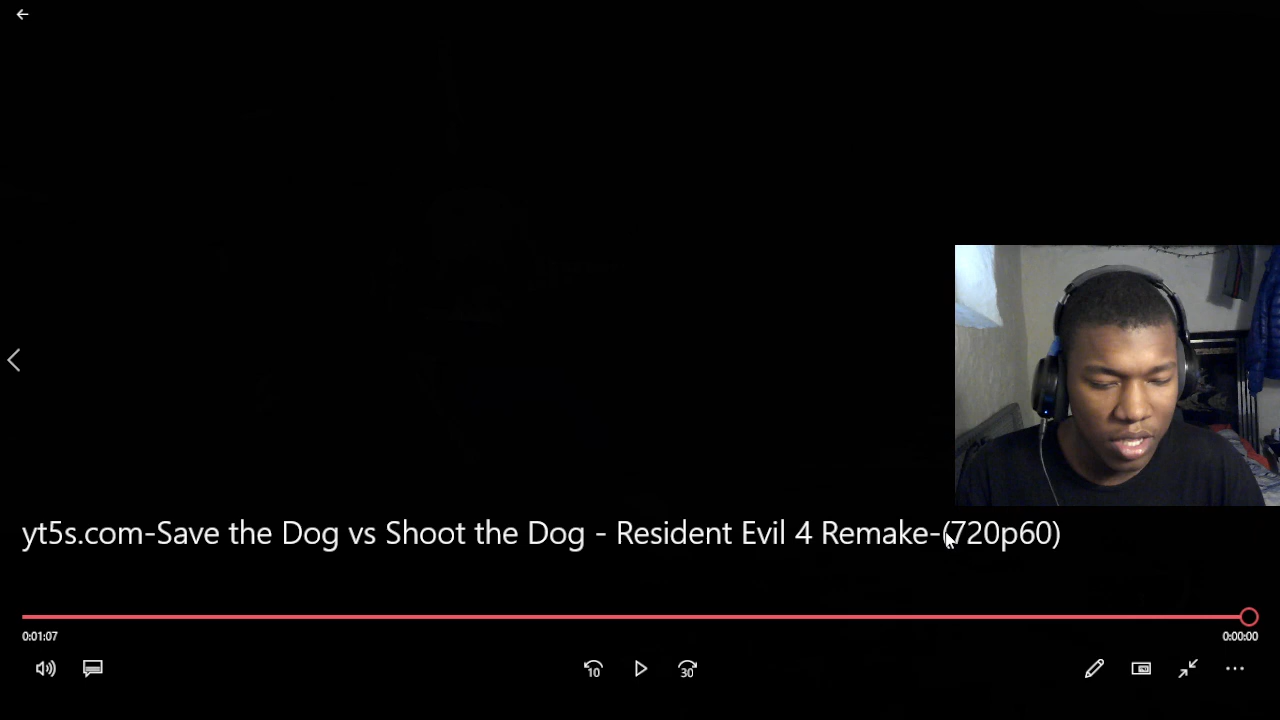 yt5s.com-Save the Dog vs Shoot the Dog - Resident Evil 4 Remake-(720p60)
0:01:07
0:00:00
10
30